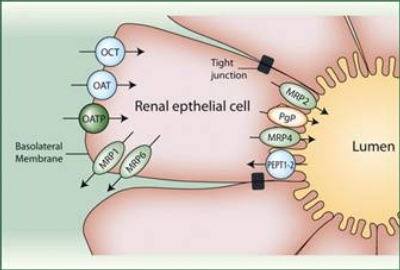 OCT
OAT
OATP
Basolateral
Membrane
MRP1
MRP6
Renal epthelial cell
Tight
junction
MRP2
PgP
MRP4
PEPT1-2
Lumen